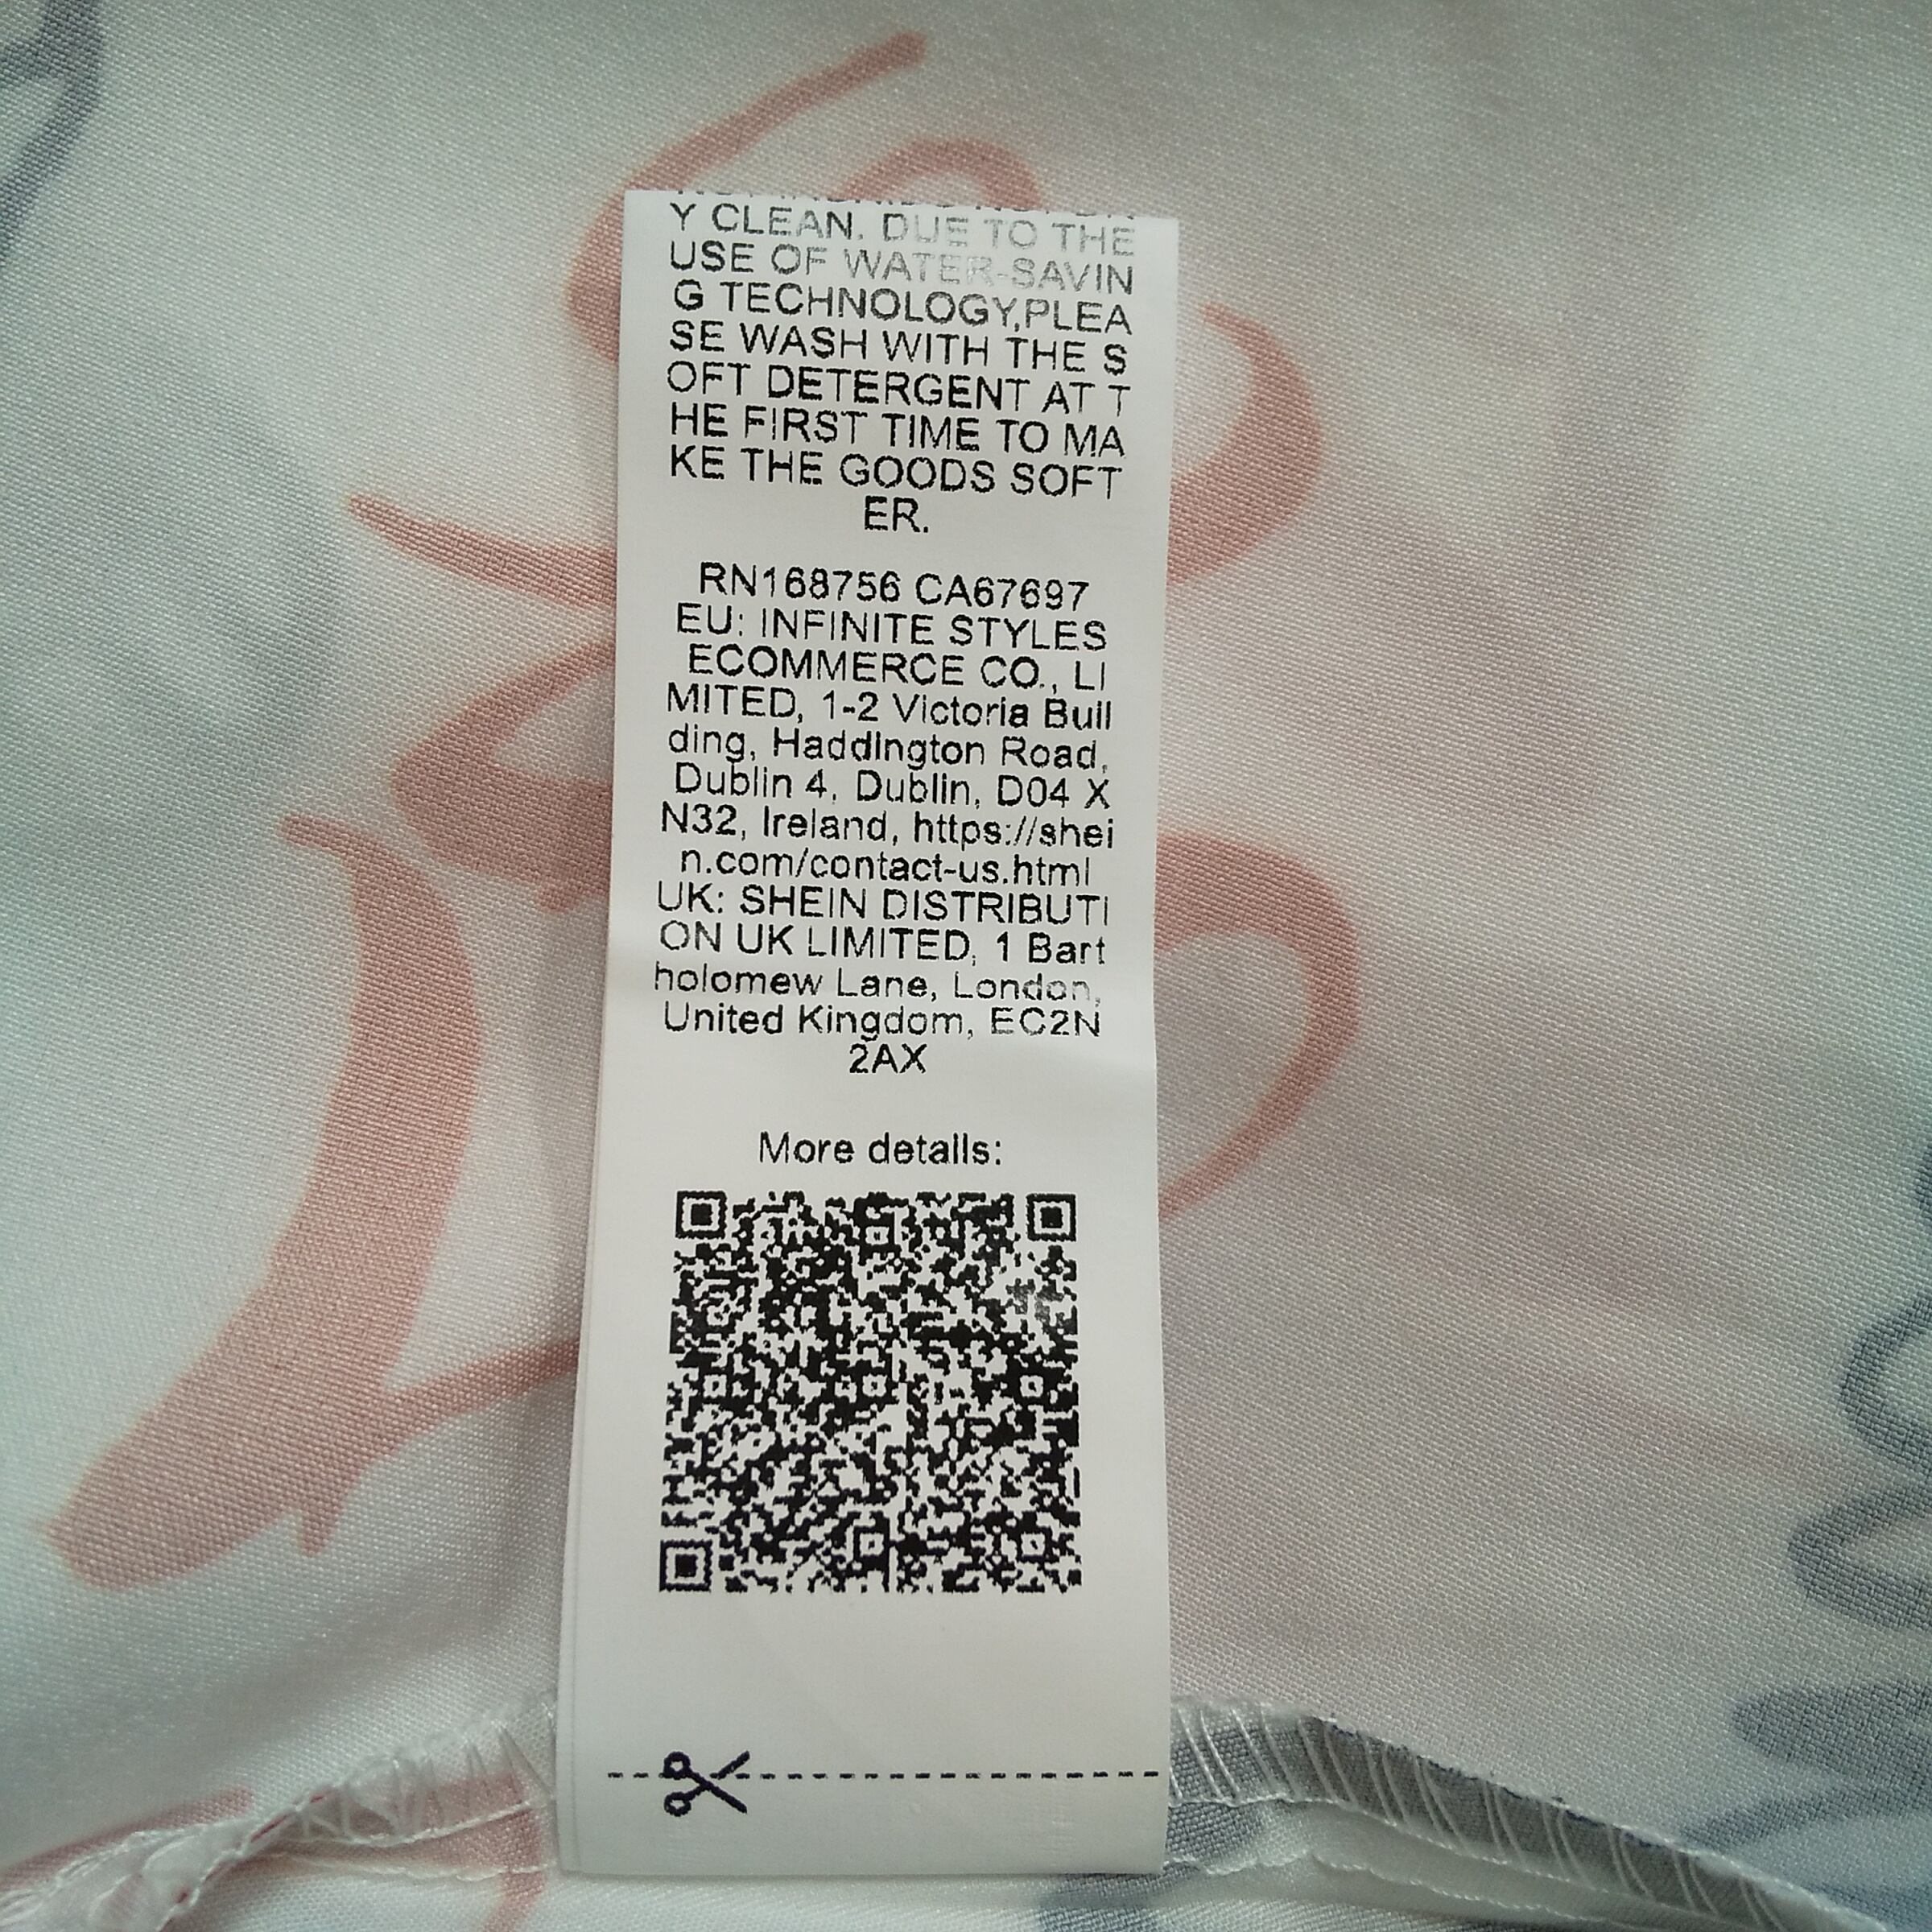 Y CLEAN. DUE TO THE
USE OF WATER-SAVIN
G TECHNOLOGY,PLEA
SE WASH WITH THE S
OFT DETERGENT AT T
HE FIRST TIME TO MA
KE THE GOODS SOFT
ER.
RN168756 CA67697
EU: INFINITE STYLES
ECOMMERCE CO., LI
MITED, 1-2 Victoria Buil
ding, Haddington Road,
Dublin 4, Dublin, D04 X
N32, Ireland, https://shei
n.com/contact-us.html
UK: SHEIN DISTRIBUTI
ON UK LIMITED, 1 Bart
holomew Lane, London,
United Kingdom, EC2N
2AX
More details: